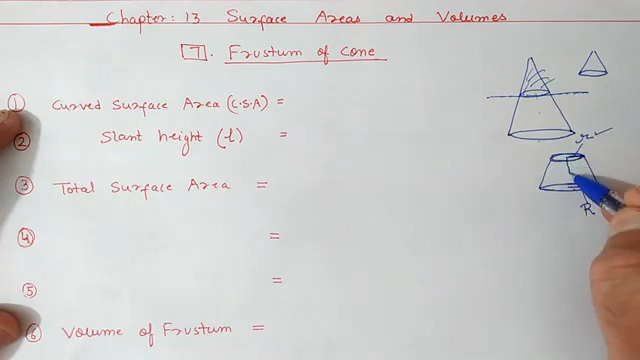 Chapter: 13 Surface Areas and Volumes
7. Frustum of Cone
1 Curved Surface Area (C.S.A) =
2 Slant height (l) =
3 Total Surface Area =
4 =
5 =
6 Volume of Frustum =
r
R